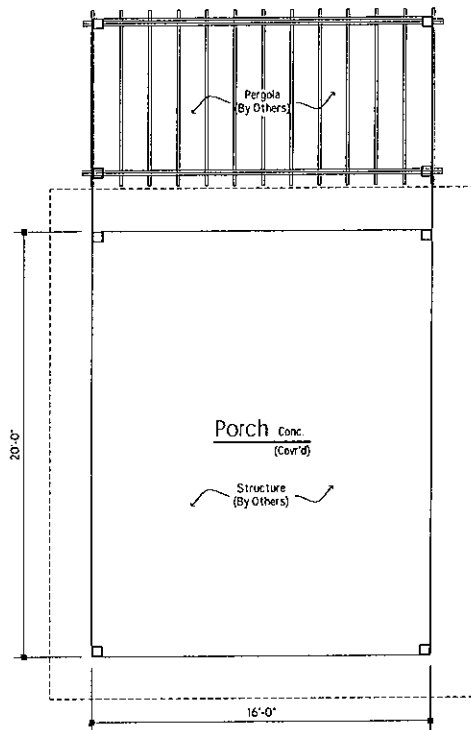 Pergola
(By Others)
20'-0"
Porch Conc.
(Covr'd)
Structure
(By Others)
16'-0"